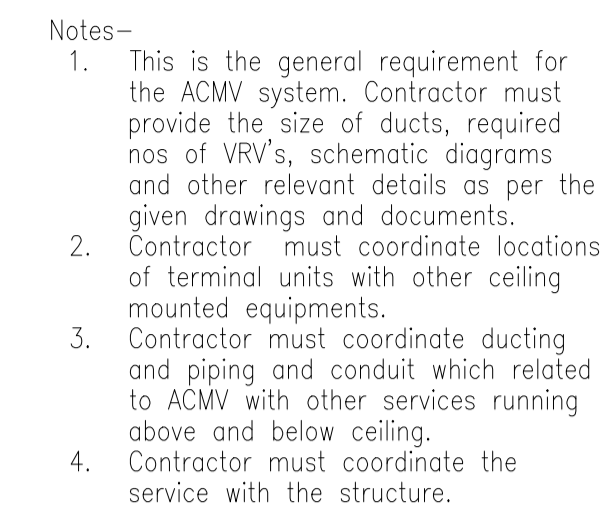 Notes-
1. This is the general requirement for
the ACMV system. Contractor must
provide the size of ducts, required
nos of VRV's, schematic diagrams
and other relevant details as per the
given drawings and documents.
2. Contractor must coordinate locations
of terminal units with other ceiling
mounted equipments.
3. Contractor must coordinate ducting
and piping and conduit which related
to ACMV with other services running
above and below ceiling.
4. Contractor must coordinate the
service with the structure.